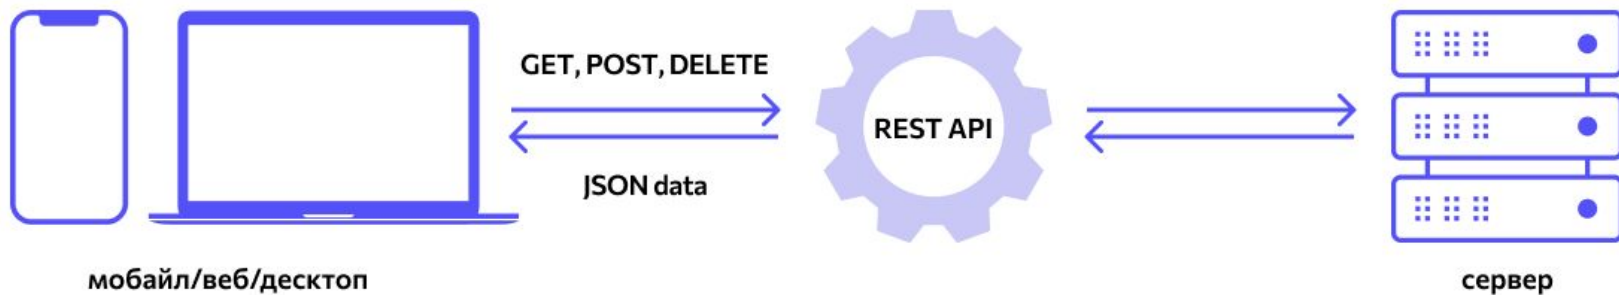 GET, POST, DELETE
REST API
JSON data
мобайл/веб/десктоп
сервер